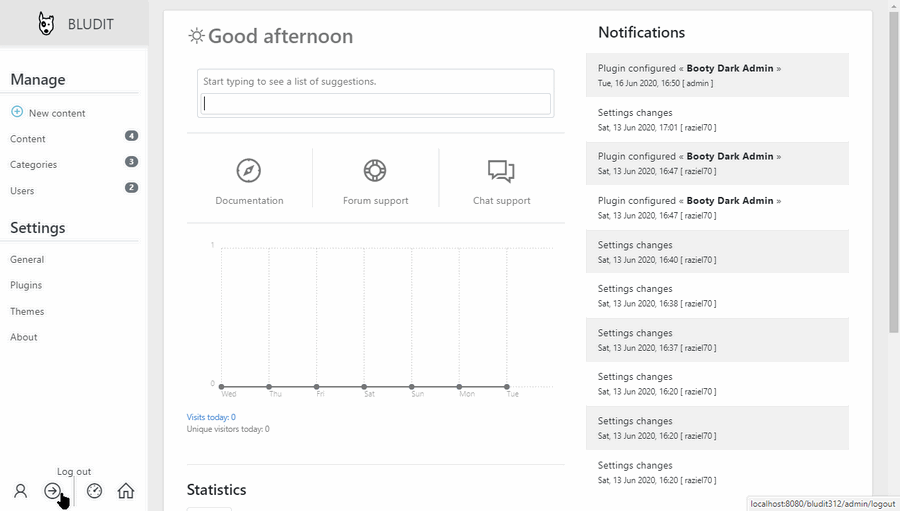 BLUDIT
Manage
New content
Content 4
Categories 3
Users 2
Settings
General
Plugins
Themes
About
Log out
Good afternoon
Start typing to see a list of suggestions.
Documentation
Forum support
Chat support
1
0
Wed Thu Fri Sat Sun Mon Tue
Visits today: 0
Unique visitors today: 0
Statistics
Notifications
Plugin configured « Booty Dark Admin »
Tue, 16 Jun 2020, 16:50 [ admin ]
Settings changes
Sat, 13 Jun 2020, 17:01 [ raziel70 ]
Plugin configured « Booty Dark Admin »
Sat, 13 Jun 2020, 16:47 [ raziel70 ]
Plugin configured « Booty Dark Admin »
Sat, 13 Jun 2020, 16:47 [ raziel70 ]
Settings changes
Sat, 13 Jun 2020, 16:40 [ raziel70 ]
Settings changes
Sat, 13 Jun 2020, 16:38 [ raziel70 ]
Settings changes
Sat, 13 Jun 2020, 16:37 [ raziel70 ]
Settings changes
Sat, 13 Jun 2020, 16:20 [ raziel70 ]
Settings changes
Sat, 13 Jun 2020, 16:20 [ raziel70 ]
Settings changes
Sat, 13 Jun 2020, 16:20 [ raziel70 ]
localhost:8080/bludit312/admin/logout